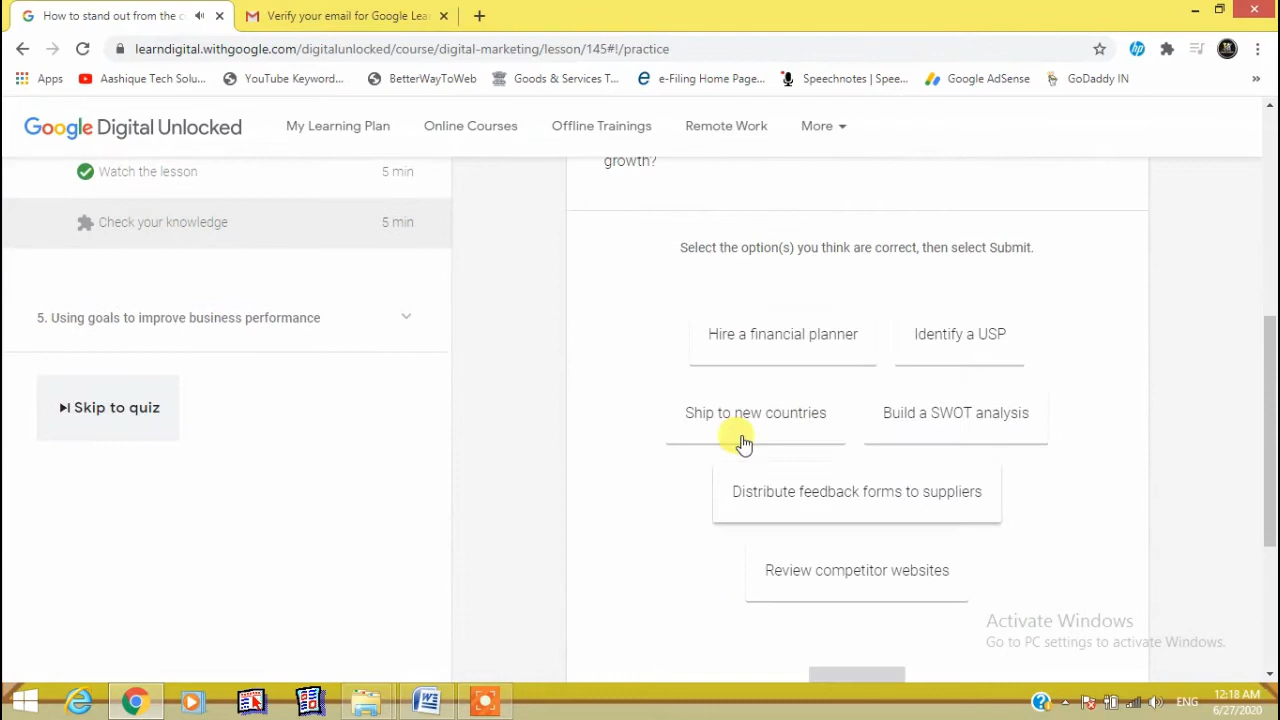 How to stand out from the c
Verify your email for Google Lea
learndigital.withgoogle.com/digitalunlocked/course/digital-marketing/lesson/145#!/practice
Apps
Aashique Tech Solu...
YouTube Keyword...
BetterWayToWeb
Goods & Services T...
e-Filing Home Page...
Speechnotes | Spee...
Google AdSense
GoDaddy IN
»
Google Digital Unlocked
My Learning Plan
Online Courses
Offline Trainings
Remote Work
More
Watch the lesson 5 min
growth?
Check your knowledge 5 min
Select the option(s) you think are correct, then select Submit.
5. Using goals to improve business performance
Skip to quiz
Hire a financial planner
Identify a USP
Ship to new countries
Build a SWOT analysis
Distribute feedback forms to suppliers
Review competitor websites
Activate Windows
Go to PC settings to activate Windows.
ENG
12:18 AM
6/27/2020